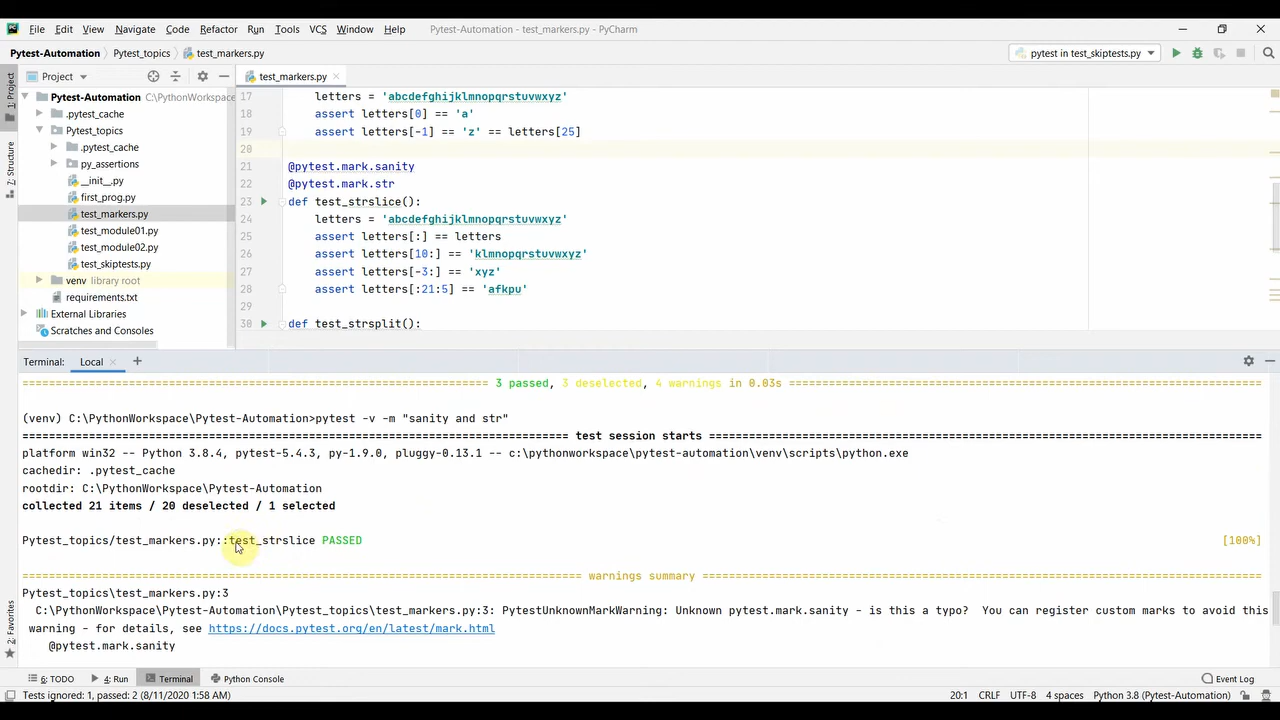 File Edit View Navigate Code Refactor Run Tools VCS Window Help Pytest-Automation - test_markers.py - PyCharm
Pytest-Automation Pytest_topics test_markers.py pytest in test_skiptests.py
Project test_markers.py
1: Project
7: Structure
2: Favorites
Pytest-Automation C:\PythonWorkspace
.pytest_cache
Pytest_topics
.pytest_cache
py_assertions
__init__.py
first_prog.py
test_markers.py
test_module01.py
test_module02.py
test_skiptests.py
venv library root
requirements.txt
External Libraries
Scratches and Consoles
17 letters = 'abcdefghijklmnopqrstuvwxyz'
18 assert letters[0] == 'a'
19 assert letters[-1] == 'z' == letters[25]
20
21 @pytest.mark.sanity
22 @pytest.mark.str
23 def test_strslice():
24 letters = 'abcdefghijklmnopqrstuvwxyz'
25 assert letters[:] == letters
26 assert letters[10:] == 'klmnopqrstuvwxyz'
27 assert letters[-3:] == 'xyz'
28 assert letters[:21:5] == 'afkpu'
29
30 def test_strsplit():
Terminal: Local +
3 passed, 3 deselected, 4 warnings in 0.03s
(venv) C:\PythonWorkspace\Pytest-Automation>pytest -v -m "sanity and str"
test session starts
platform win32 -- Python 3.8.4, pytest-5.4.3, py-1.9.0, pluggy-0.13.1 -- c:\pythonworkspace\pytest-automation\venv\scripts\python.exe
cachedir: .pytest_cache
rootdir: C:\PythonWorkspace\Pytest-Automation
collected 21 items / 20 deselected / 1 selected
Pytest_topics/test_markers.py::test_strslice PASSED [100%]
warnings summary
Pytest_topics\test_markers.py:3
C:\PythonWorkspace\Pytest-Automation\Pytest_topics\test_markers.py:3: PytestUnknownMarkWarning: Unknown pytest.mark.sanity - is this a typo? You can register custom marks to avoid this
warning - for details, see https://docs.pytest.org/en/latest/mark.html
@pytest.mark.sanity
6: TODO 4: Run Terminal Python Console Event Log
Tests ignored: 1, passed: 2 (8/11/2020 1:58 AM) 20:1 CRLF UTF-8 4 spaces Python 3.8 (Pytest-Automation)